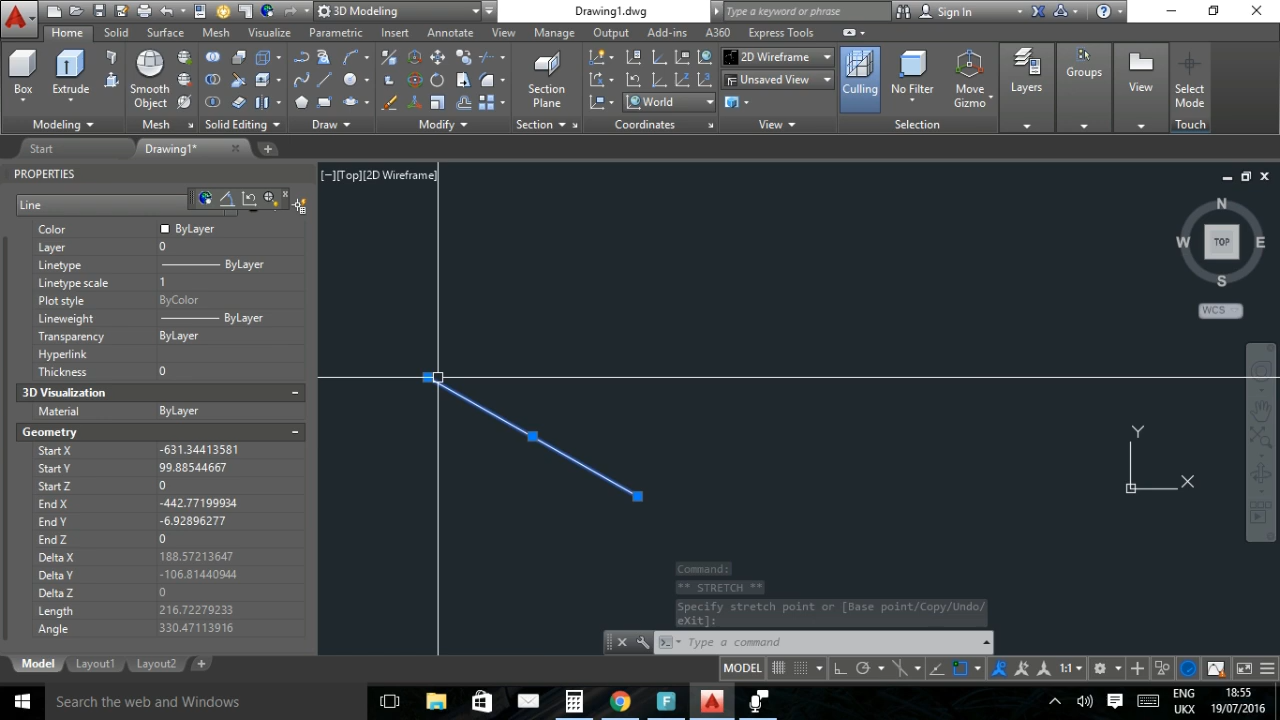 3D Modeling
Drawing1.dwg
Type a keyword or phrase
Sign In
Home Solid Surface Mesh Visualize Parametric Insert Annotate View Manage Output Add-ins A360 Express Tools
2D Wireframe
Unsaved View
World
Box
Extrude
Smooth
Object
Section
Plane
Culling
No Filter
Move
Gizmo
Layers
Groups
View
Select
Mode
Modeling Mesh Solid Editing Draw Modify Section Coordinates View Selection Touch
Start Drawing1*
PROPERTIES
[−][Top][2D Wireframe]
Line
Color ByLayer
Layer 0
Linetype ByLayer
Linetype scale 1
Plot style ByColor
Lineweight ByLayer
Transparency ByLayer
Hyperlink
Thickness 0
3D Visualization
Material ByLayer
Geometry
Start X -631.34413581
Start Y 99.88544667
Start Z 0
End X -442.77199934
End Y -6.92896277
End Z 0
Delta X 188.57213647
Delta Y -106.81440944
Delta Z 0
Length 216.72279233
Angle 330.47113916
N
W TOP E
S
WCS
Y
X
Command:
** STRETCH **
Specify stretch point or [Base point/Copy/Undo/
eXit]:
Type a command
Model Layout1 Layout2
MODEL
1:1
Search the web and Windows
F
A
ENG
UKX
18:55
19/07/2016